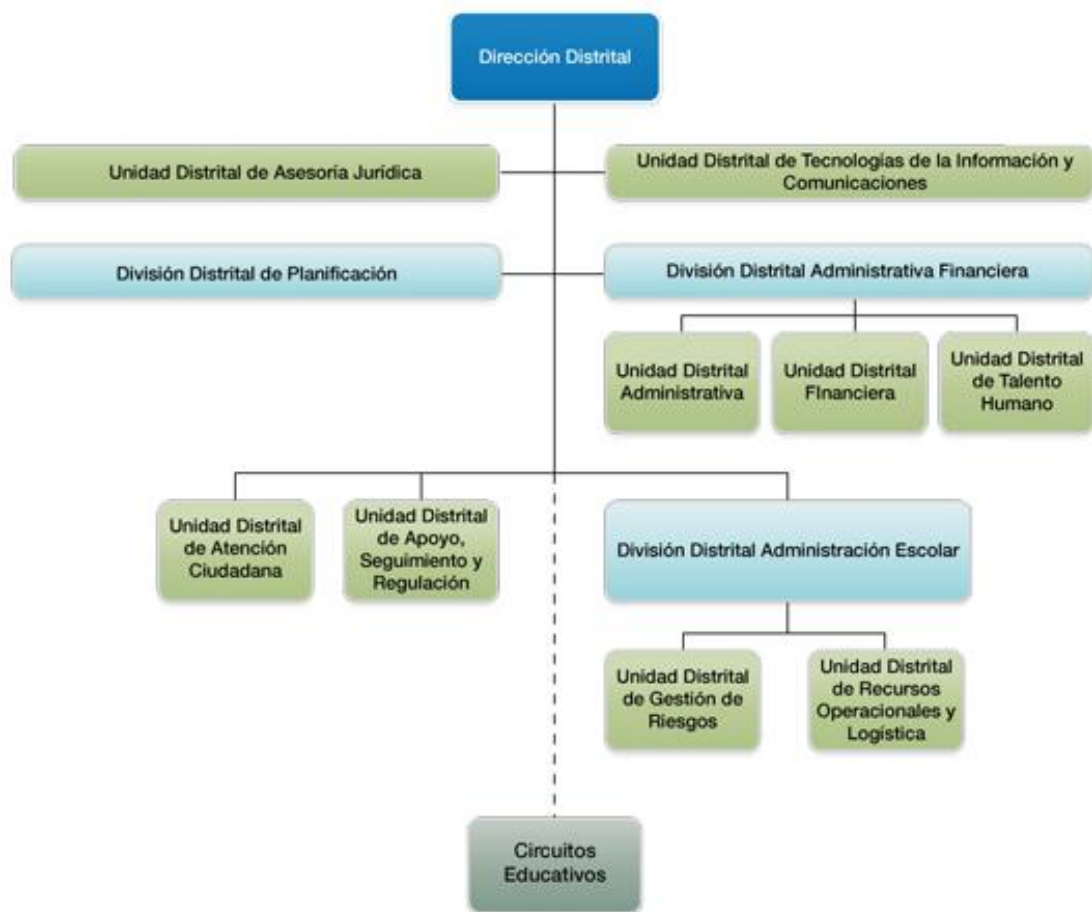 Dirección Distrital
Unidad Distrital de Asesoría Jurídica
Unidad Distrital de Tecnologías de la Información y
Comunicaciones
División Distrital de Planificación
División Distrital Administrativa Financiera
Unidad Distrital
Administrativa
Unidad Distrital
FInanciera
Unidad Distrital
de Talento
Humano
Unidad Distrital
de Atención
Ciudadana
Unidad Distrital
de Apoyo,
Seguimiento y
Regulación
División Distrital Administración Escolar
Unidad Distrital
de Gestión de
Riesgos
Unidad Distrital
de Recursos
Operacionales y
Logística
Circuitos
Educativos